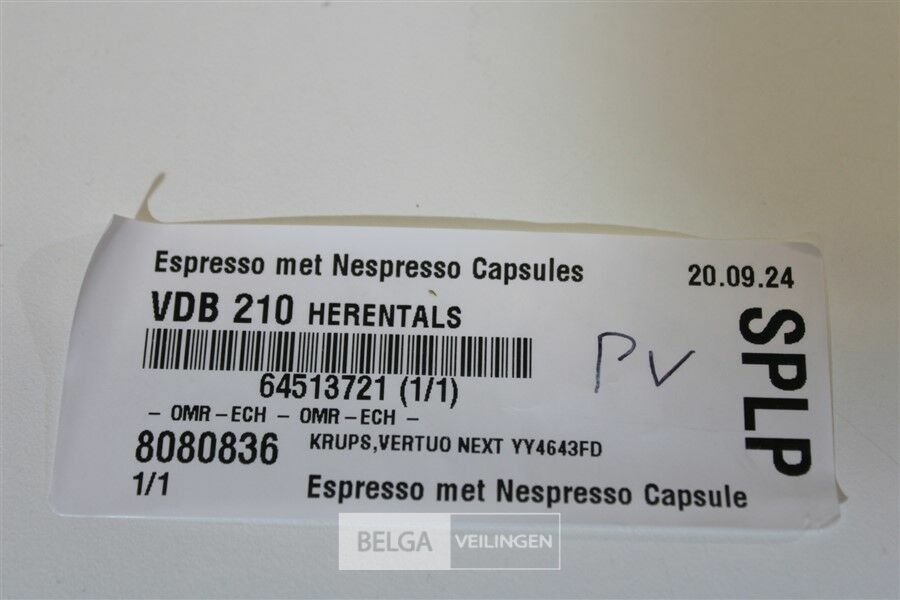 Espresso met Nespresso Capsules
20.09.24
VDB 210 HERENTALS
SPLP
PV
64513721 (1/1)
- OMR-ECH - OMR-ECH -
8080836 KRUPS,VERTUO NEXT YY4643FD
1/1 Espresso met Nespresso Capsule
BELGA VEILINGEN